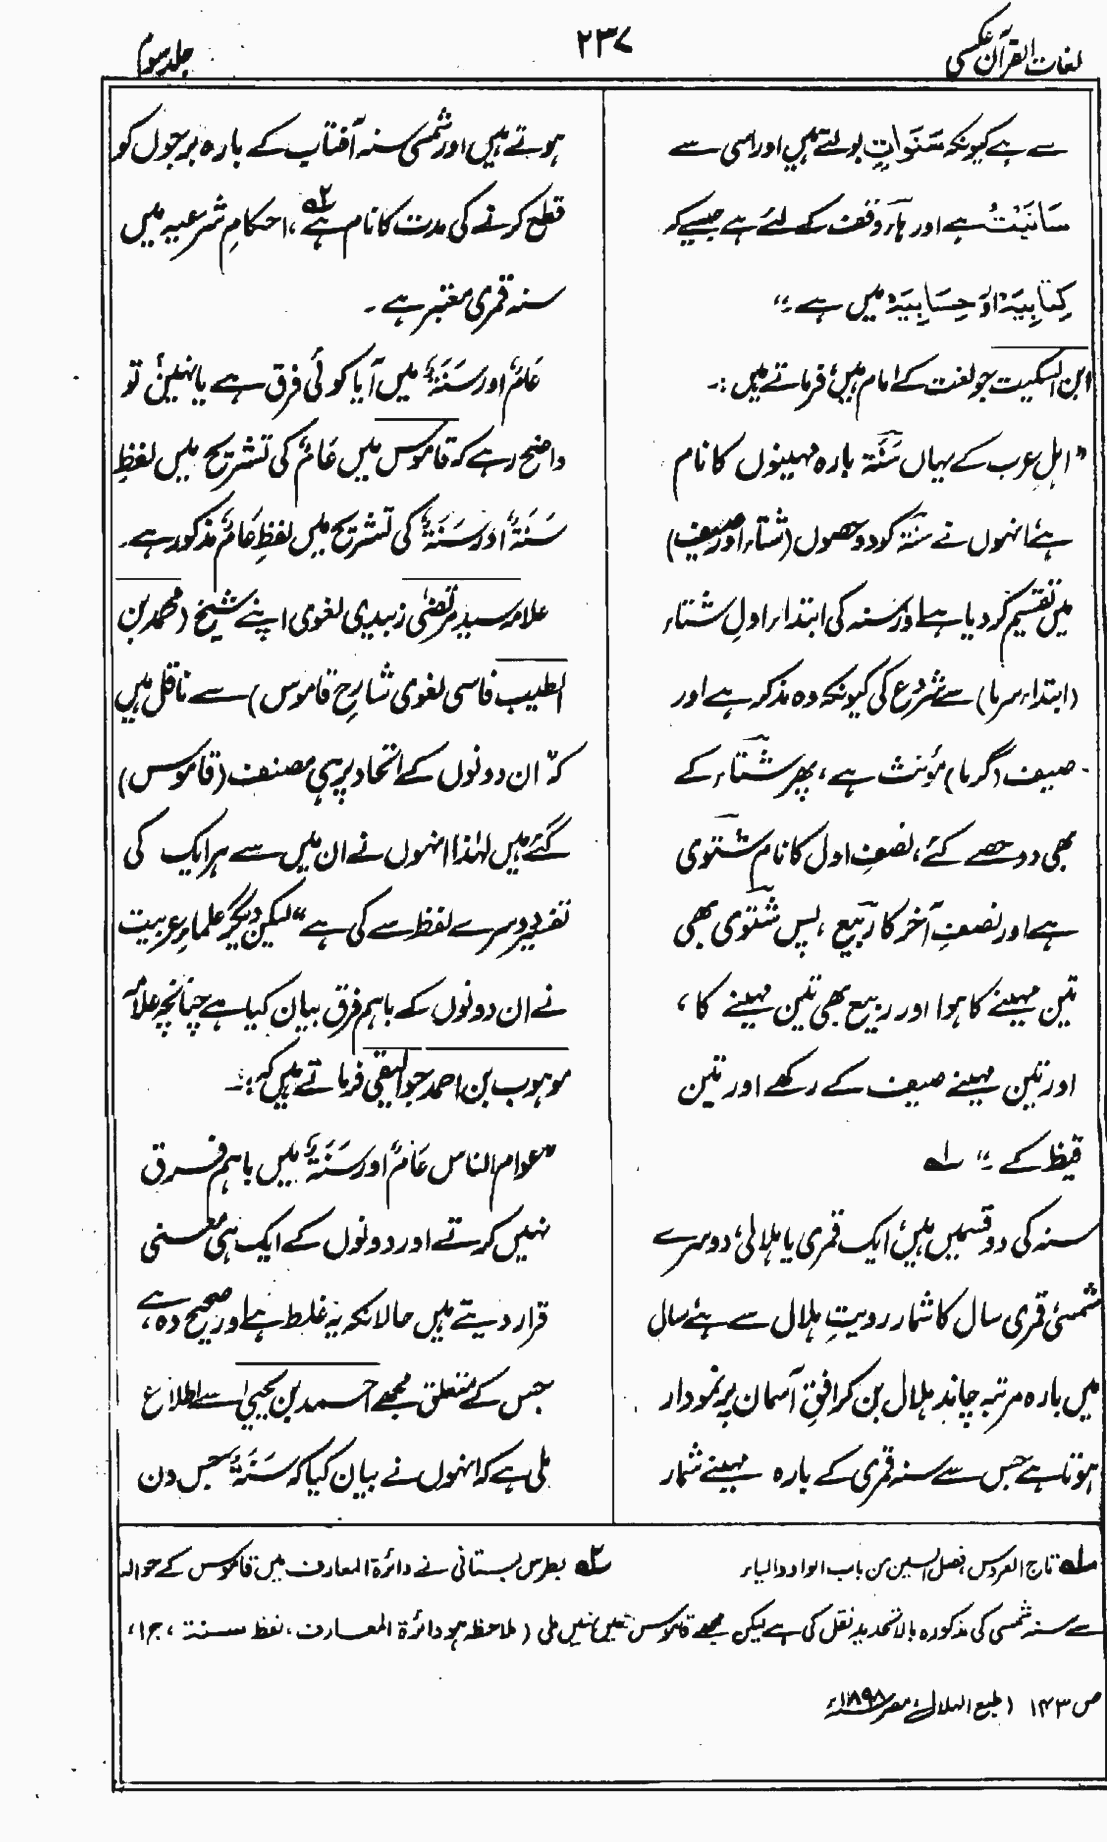 لغات القرآن عکسی
۲۳۷
جلد سوم
سے ہے کیونکہ سَنَوَاتٍ بولتے ہیں اور اسی سے
سَانَیْتُ ہے اور ہار وقف کے لئے ہے جیسے کہ
کِتَابِیَہْ اور حِسَابِیَہْ میں ہے۔"
ابن السکیت جو لغت کے امام ہیں، فرماتے ہیں :۔
"اہل عرب کے یہاں سَنَۃ بارہ مہینوں کا نام
ہے، انہوں نے سَنَۃ کو دو حصوں (شتاء اور صیف)
میں تقسیم کر دیا ہے اور سنہ کی ابتداء اولِ شتاء
(ابتداء سرما) سے شروع کی کیونکہ وہ مذکر ہے اور
صیف (گرما) مؤنث ہے، پھر شتاء کے
بھی دو حصے کئے، نصف اول کا نام شتوی
ہے اور نصف آخر کا ربیع، پس شتوی بھی
تین مہینے کا ہوا اور ربیع بھی تین مہینے کا،
اور تین مہینے صیف کے رکھے اور تین
قیظ کے۔" ۱ے
سنہ کی دو قسمیں ہیں، ایک قمری یا ہلالی، دوسرے
شمسی، قمری سال کا شمار رویتِ ہلال سے ہے، سال
میں بارہ مرتبہ چاند ہلال بن کر افقِ آسمان پر نمودار
ہوتا ہے جس سے سنہ قمری کے بارہ مہینے شمار
ہوتے ہیں اور شمسی سنہ آفتاب کے بارہ برجوں کو
قطع کرنے کی مدت کا نام ہے ۲ے، احکامِ شرعیہ میں
سنہ قمری معتبر ہے۔
عَامٌ اور سَنَۃٌ میں آیا کوئی فرق ہے یا نہیں، تو
واضح رہے کہ قاموس میں عَامٌ کی تشریح میں لفظِ
سَنَۃٌ اور سَنَۃٌ کی تشریح میں لفظِ عَامٌ مذکور ہے۔
علامہ سید مرتضٰی زبیدی لغوی اپنے شیخ (محمد بن
الطیب فاسی لغوی شارح قاموس) سے ناقل ہیں
کہ "ان دونوں کے اتحاد پر ہی مصنف (قاموس)
گئے ہیں لہٰذا انہوں نے ان میں سے ہر ایک کی
تفسیر دوسرے لفظ سے کی ہے" لیکن دیگر علماءِ عربیت
نے ان دونوں کے باہم فرق بیان کیا ہے چنانچہ علامہ
موہوب بن احمد جوالیقی فرماتے ہیں کہ :۔
"عوام الناس عَامٌ اور سَنَۃٌ میں باہم فرق
نہیں کرتے اور دونوں کے ایک ہی معنی
قرار دیتے ہیں حالانکہ یہ غلط ہے اور صحیح وہ ہے،
جس کے متعلق مجھے احمد بن یحییٰ سے اطلاع
ملی ہے کہ انہوں نے بیان کیا کہ سَنَۃٌ جس دن
۱ے تاج العروس فصل السین من باب الواو والیاء
۲ے بطرس بستانی نے دائرۃ المعارف میں قاموس کے حوالہ
سے سنہ شمسی کی مذکورہ بالا تحدید نقل کی ہے لیکن مجھے قاموس میں نہیں ملی (ملاحظہ ہو دائرۃ المعارف، لفظ سنۃ، ج ۱۰،
ص ۱۴۳ (طبع الہلال، مصر ۱۸۹۸ء